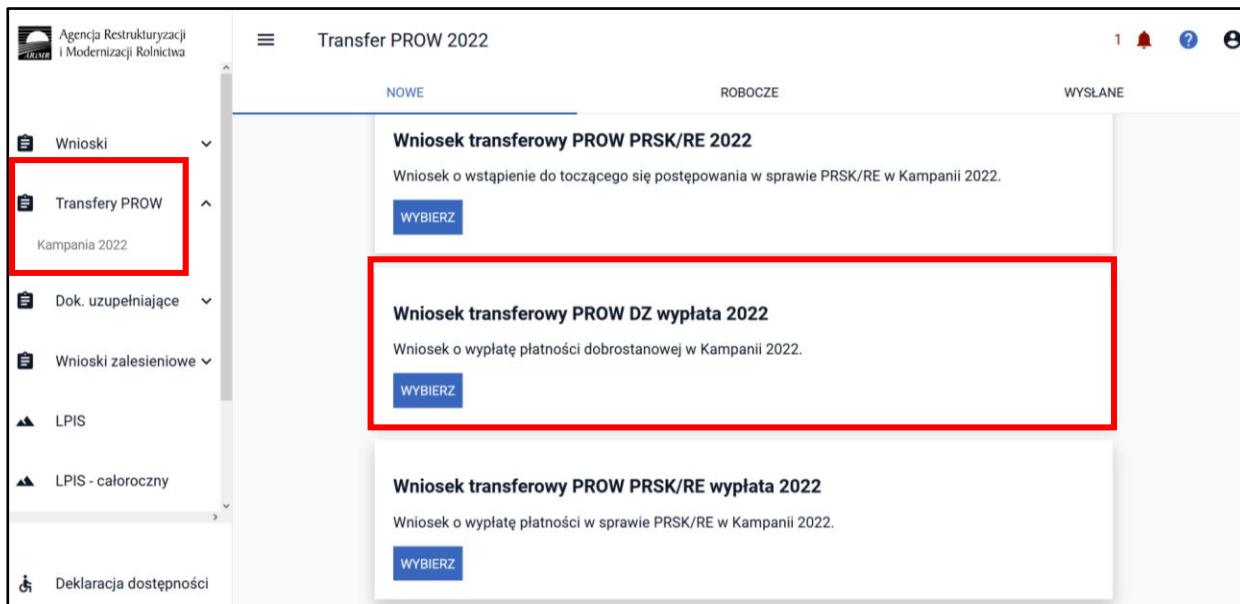 Agencja Restrukturyzacji
i Modernizacji Rolnictwa
ARiMR
Transfer PROW 2022
1
?
NOWE
ROBOCZE
WYSŁANE
Wnioski
Transfery PROW
Kampania 2022
Dok. uzupełniające
Wnioski zalesieniowe
LPIS
LPIS - całoroczny
Deklaracja dostępności
Wniosek transferowy PROW PRSK/RE 2022
Wniosek o wstąpienie do toczącego się postępowania w sprawie PRSK/RE w Kampanii 2022.
WYBIERZ
Wniosek transferowy PROW DZ wypłata 2022
Wniosek o wypłatę płatności dobrostanowej w Kampanii 2022.
WYBIERZ
Wniosek transferowy PROW PRSK/RE wypłata 2022
Wniosek o wypłatę płatności w sprawie PRSK/RE w Kampanii 2022.
WYBIERZ